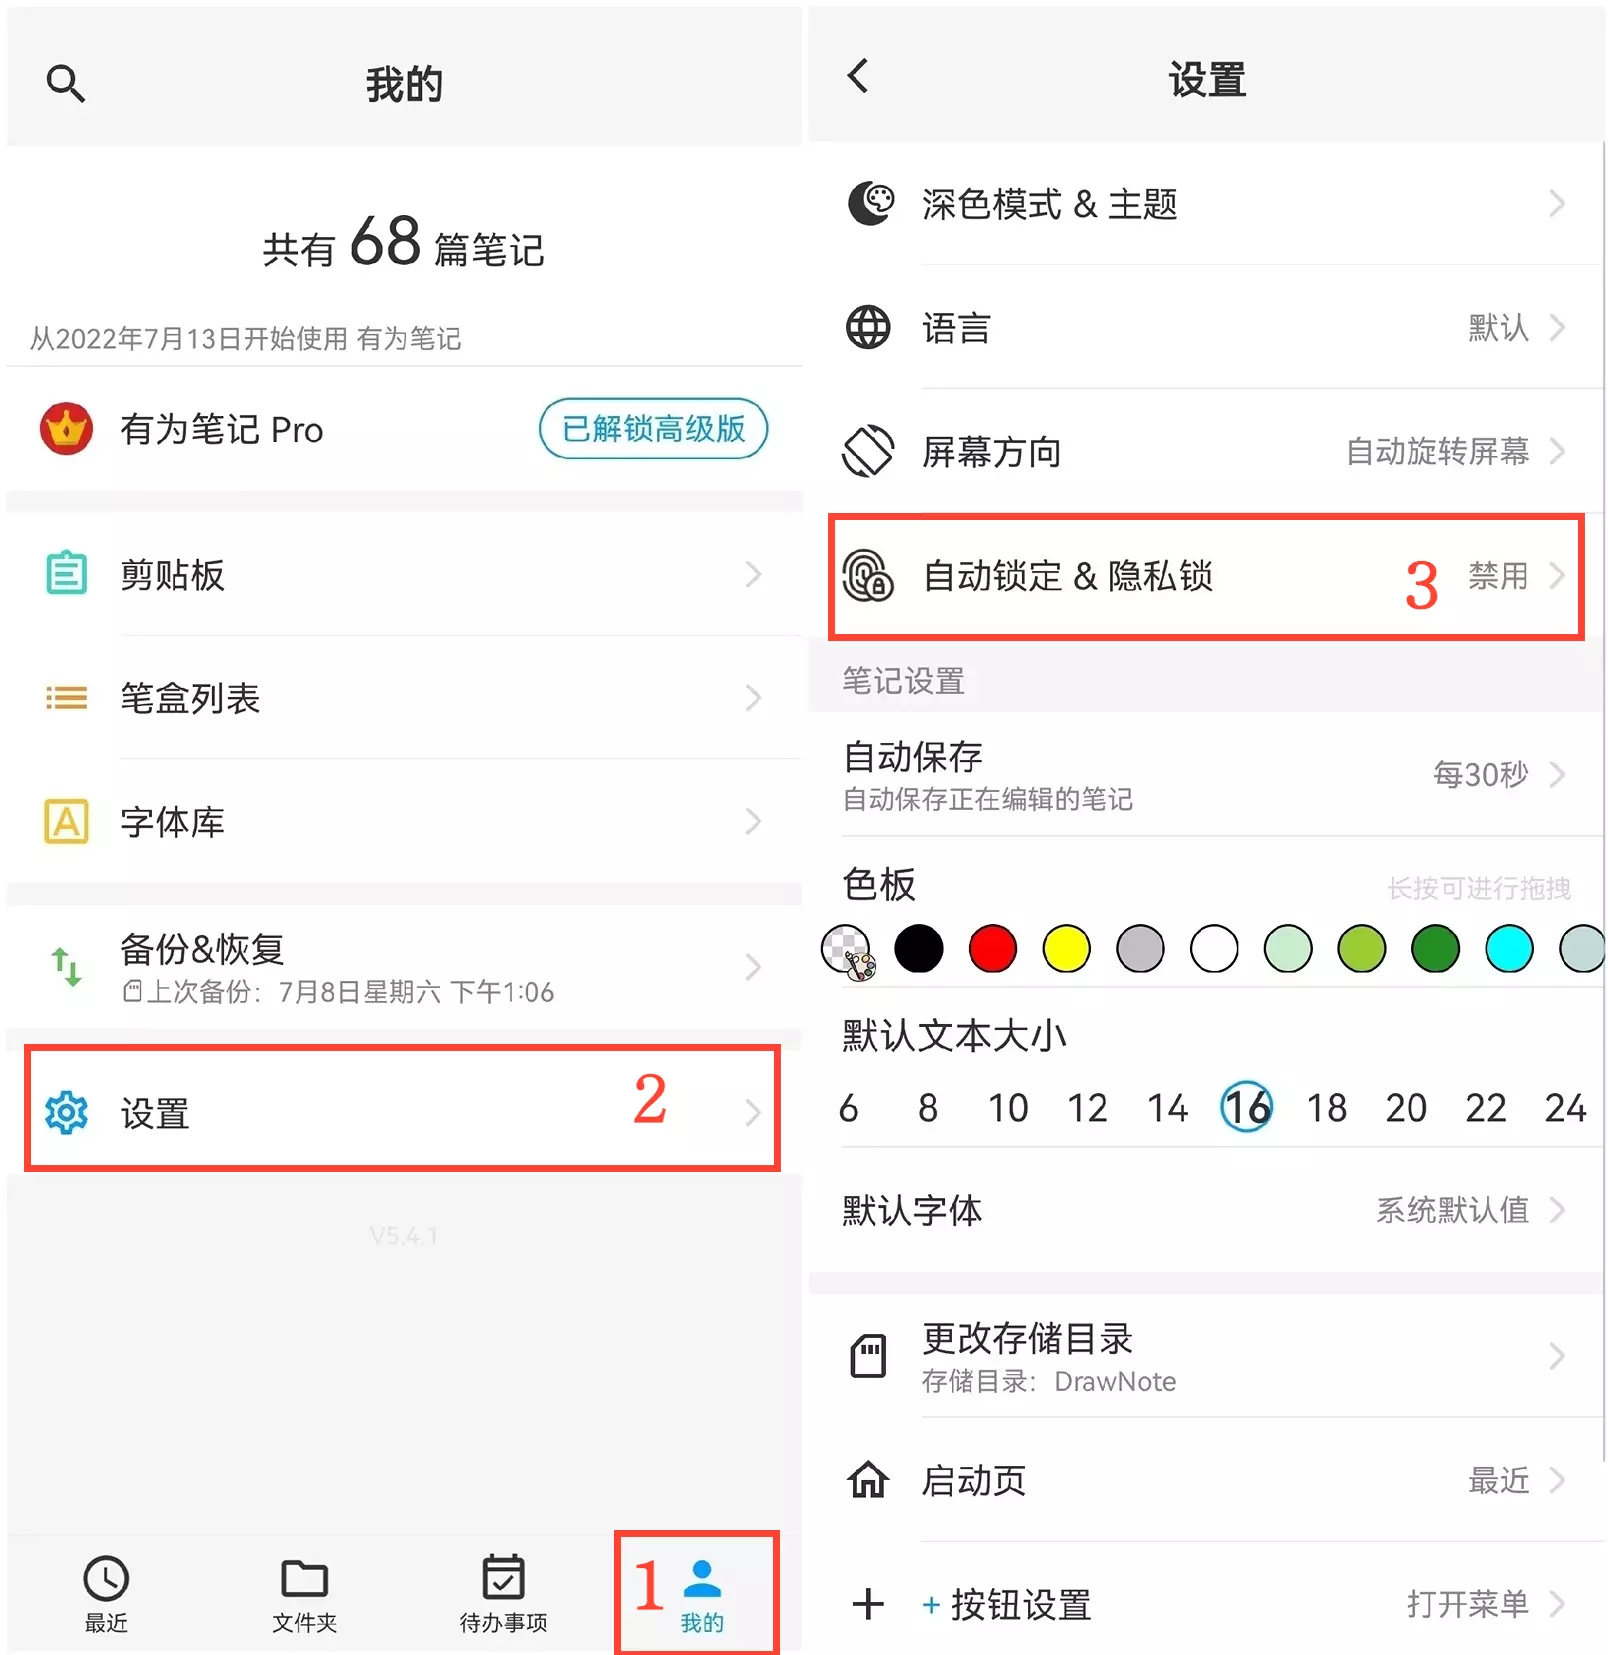 我的
共有 68 篇笔记
从2022年7月13日开始使用 有为笔记
有为笔记 Pro
已解锁高级版
剪贴板
笔盒列表
字体库
备份&恢复
上次备份：7月8日星期六 下午1:06
设置
2
V5.4.1
最近
文件夹
待办事项
1
我的
设置
深色模式 & 主题
语言
默认
屏幕方向
自动旋转屏幕
自动锁定 & 隐私锁
3
禁用
笔记设置
自动保存
自动保存正在编辑的笔记
每30秒
色板
长按可进行拖拽
默认文本大小
6 8 10 12 14 16 18 20 22 24
默认字体
系统默认值
更改存储目录
存储目录：DrawNote
启动页
最近
+ 按钮设置
打开菜单